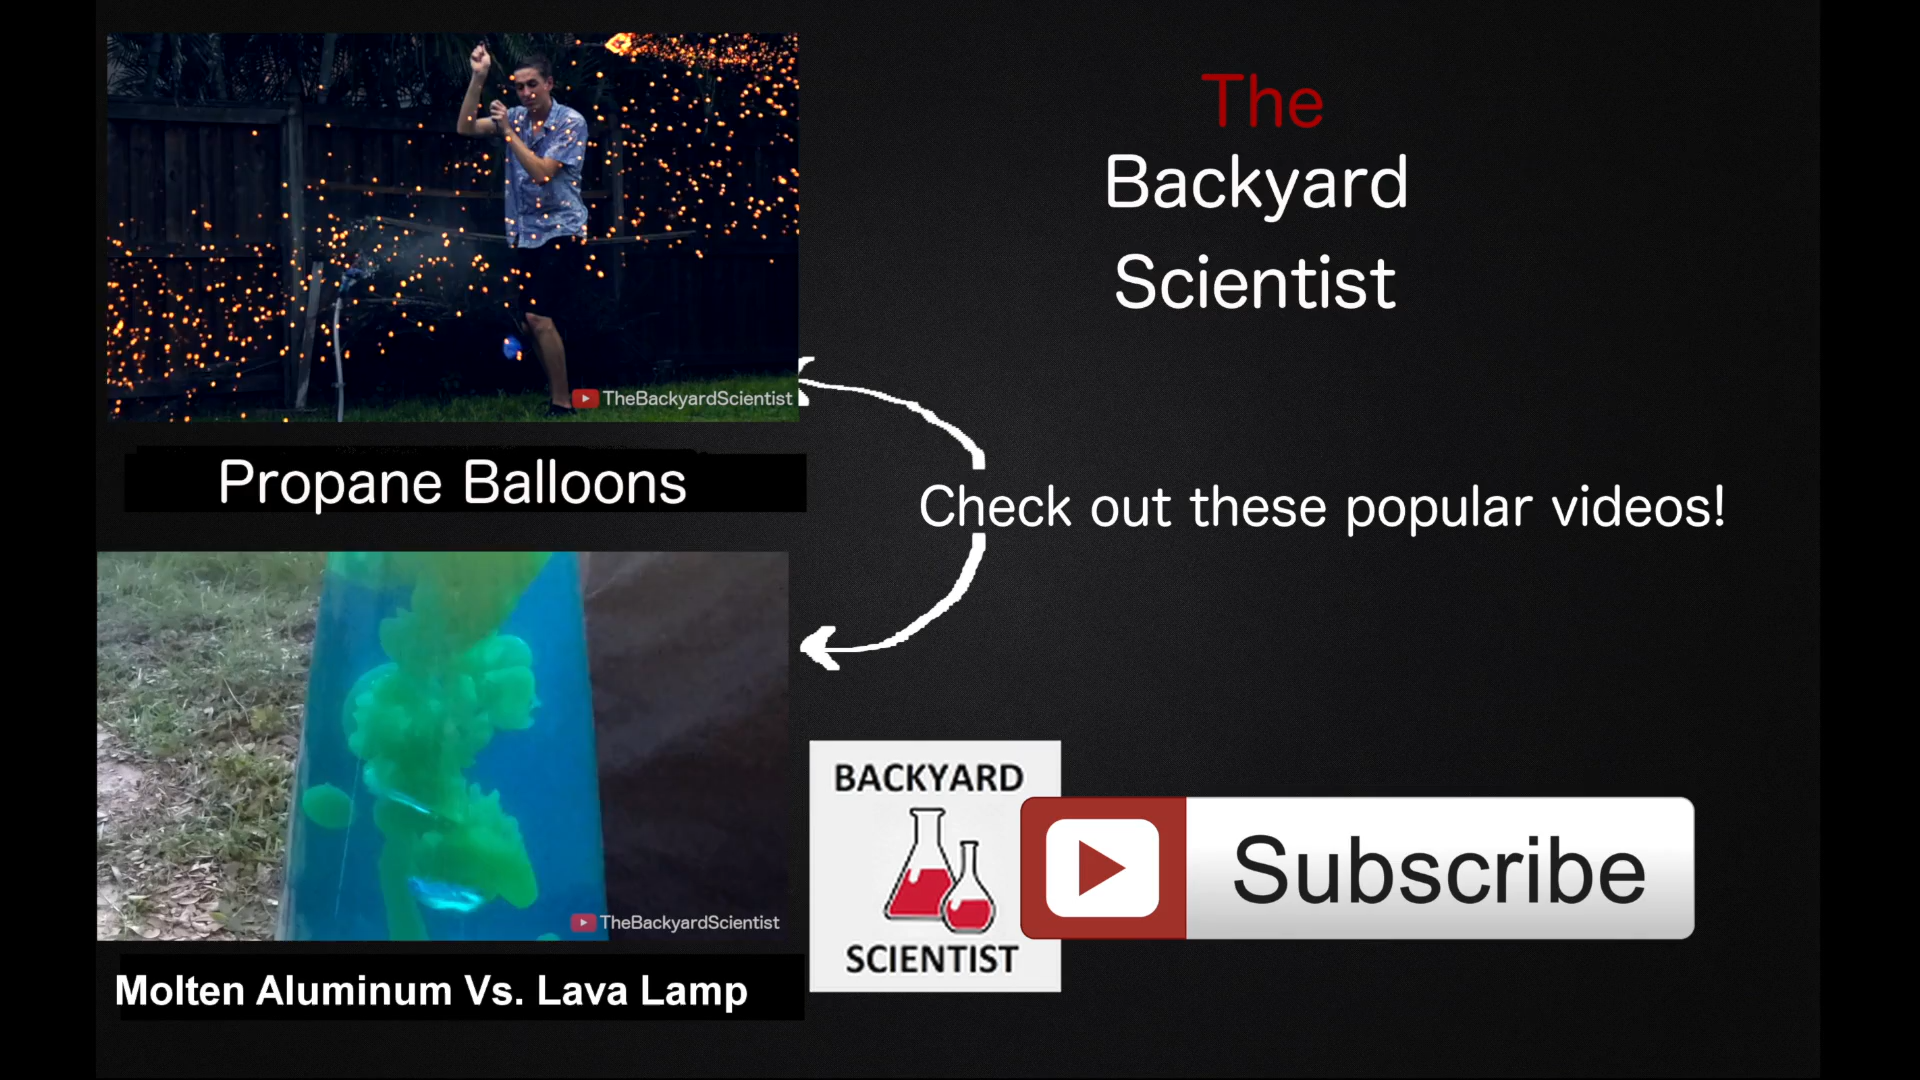 The
Backyard
Scientist
TheBackyardScientist
Propane Balloons
Check out these popular videos!
TheBackyardScientist
Molten Aluminum Vs. Lava Lamp
BACKYARD
SCIENTIST
Subscribe